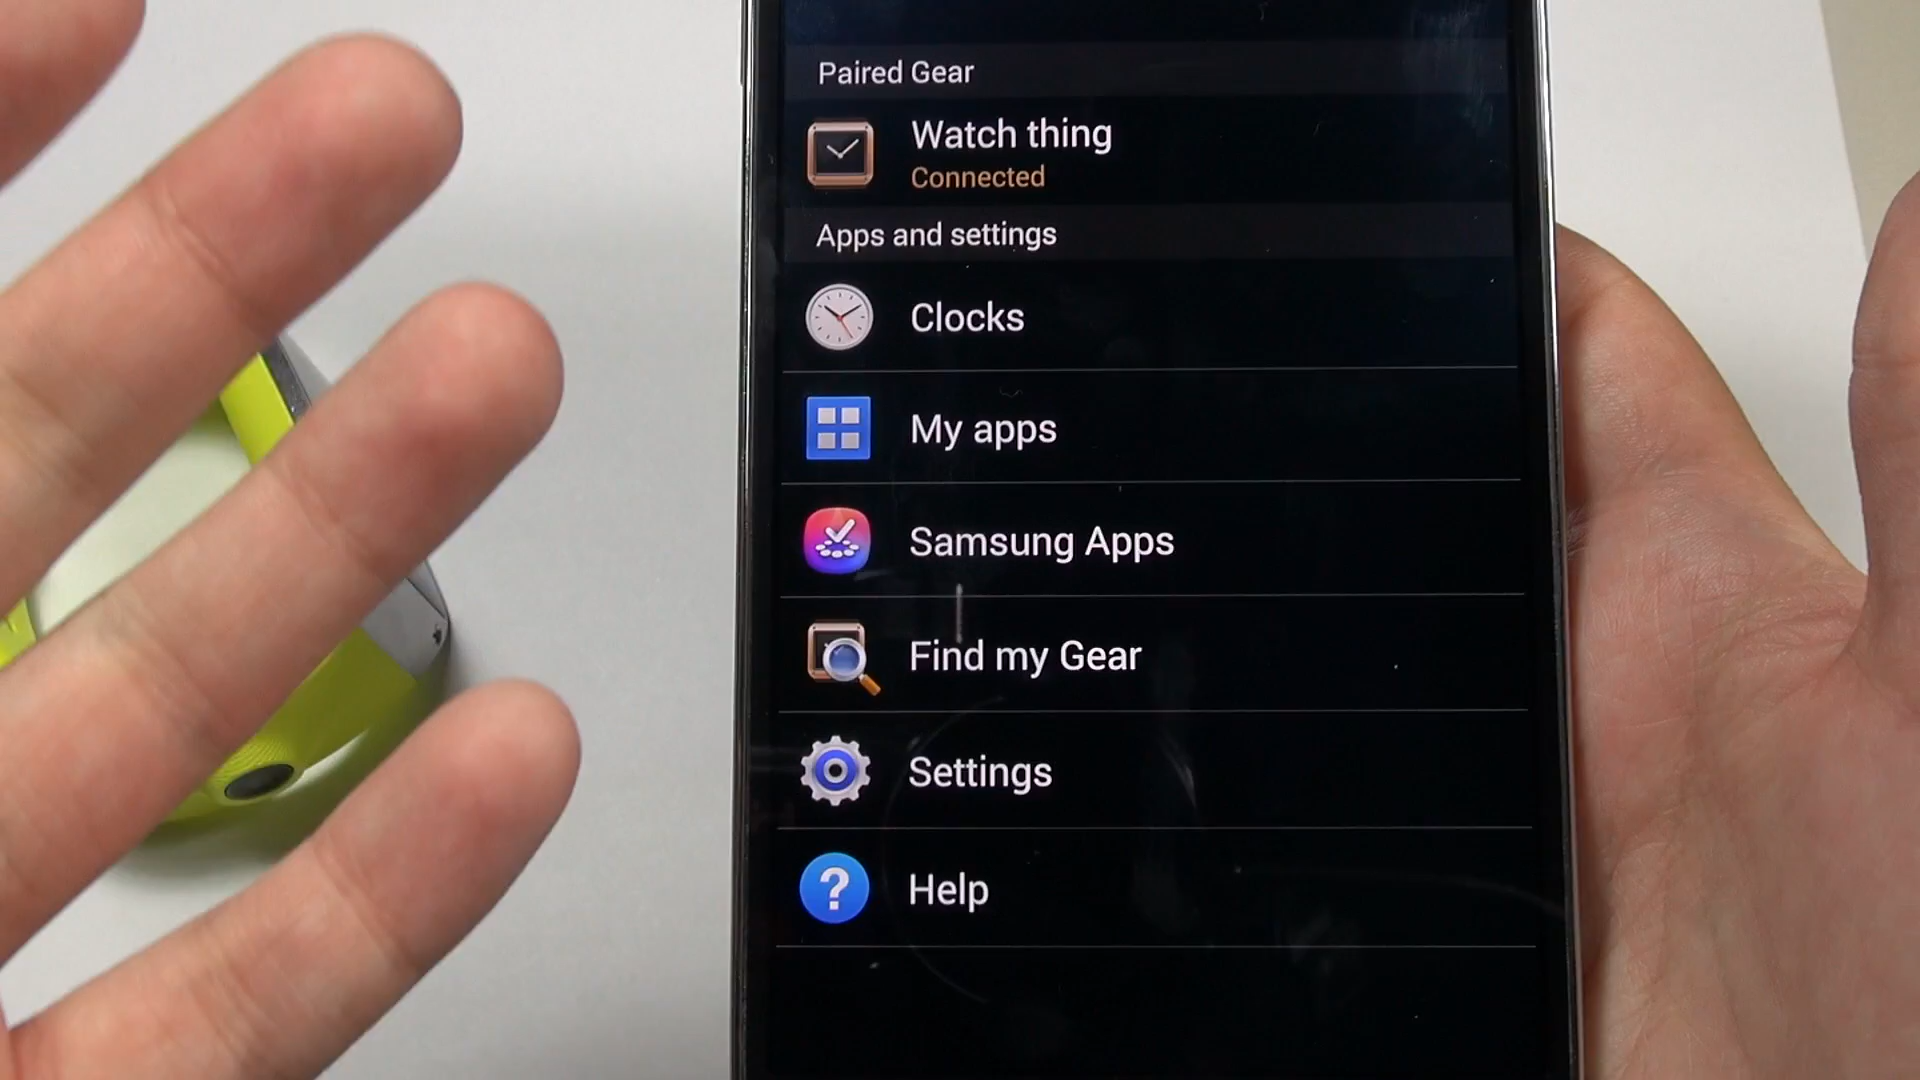 Paired Gear
Watch thing
Connected
Apps and settings
Clocks
My apps
Samsung Apps
Find my Gear
Settings
Help